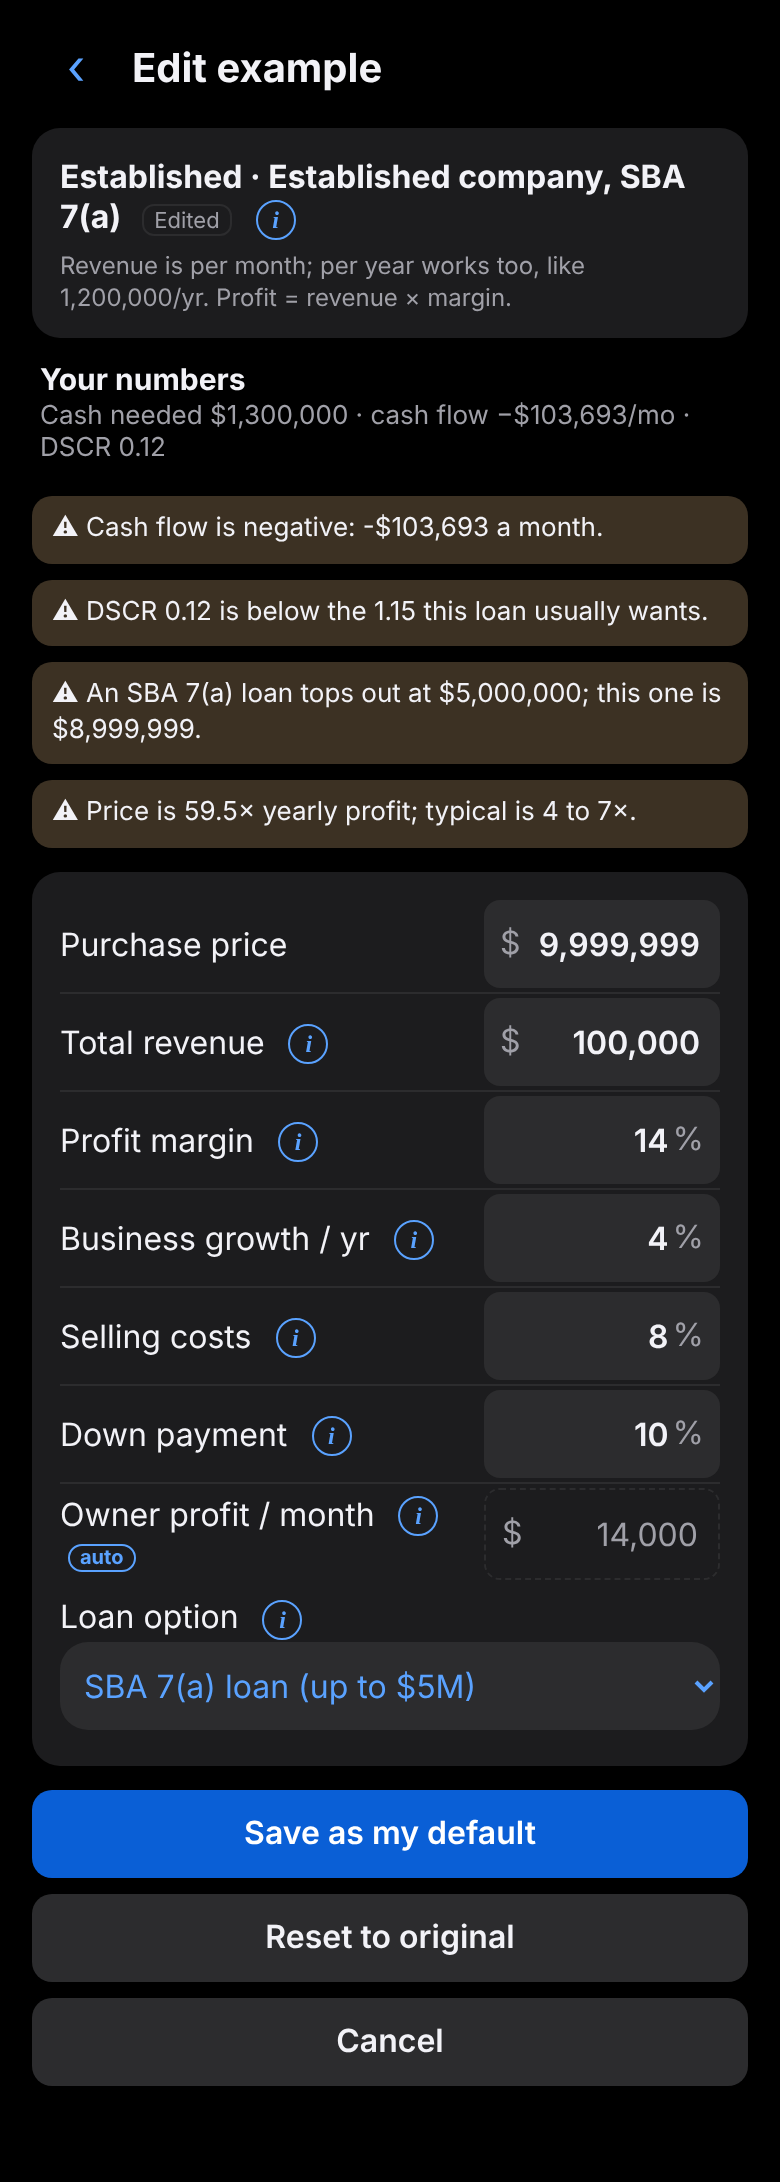 ‹ Edit example
Established · Established company, SBA
7(a) Edited i
Revenue is per month; per year works too, like
1,200,000/yr. Profit = revenue × margin.
Your numbers
Cash needed $1,300,000 · cash flow −$103,693/mo ·
DSCR 0.12
⚠ Cash flow is negative: -$103,693 a month.
⚠ DSCR 0.12 is below the 1.15 this loan usually wants.
⚠ An SBA 7(a) loan tops out at $5,000,000; this one is
$8,999,999.
⚠ Price is 59.5× yearly profit; typical is 4 to 7×.
Purchase price $ 9,999,999
Total revenue i $ 100,000
Profit margin i 14 %
Business growth / yr i 4 %
Selling costs i 8 %
Down payment i 10 %
Owner profit / month i $ 14,000
auto
Loan option i
SBA 7(a) loan (up to $5M)
Save as my default
Reset to original
Cancel